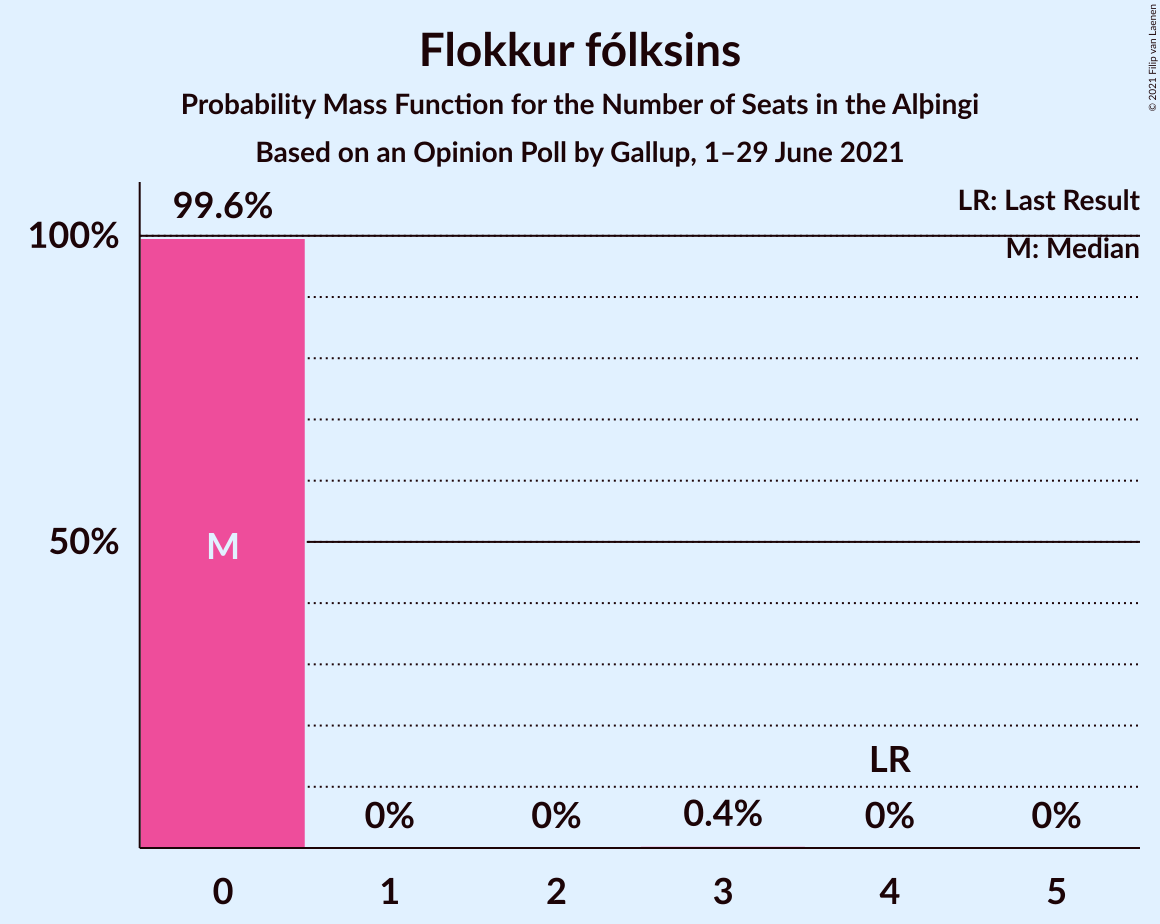 Flokkur fólksins
Probability Mass Function for the Number of Seats in the Alþingi
Based on an Opinion Poll by Gallup, 1–29 June 2021
© 2021 Filip van Laenen
LR: Last Result
M: Median
99.6%
100%
50%
M
LR
0%
0%
0.4%
0%
0%
0 1 2 3 4 5